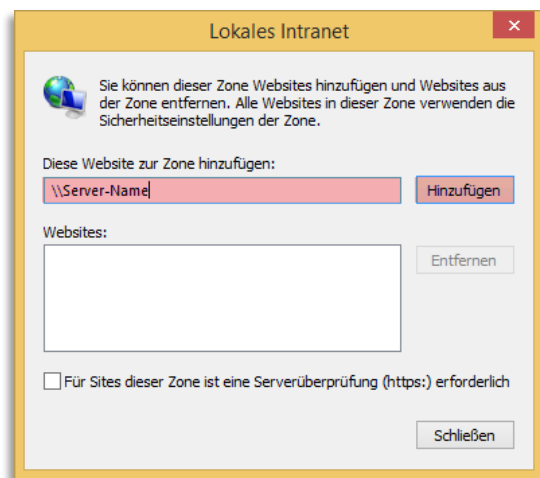 Lokales Intranet
Sie können dieser Zone Websites hinzufügen und Websites aus
der Zone entfernen. Alle Websites in dieser Zone verwenden die
Sicherheitseinstellungen der Zone.
Diese Website zur Zone hinzufügen:
\\Server-Name
Hinzufügen
Websites:
Entfernen
Für Sites dieser Zone ist eine Serverüberprüfung (https:) erforderlich
Schließen